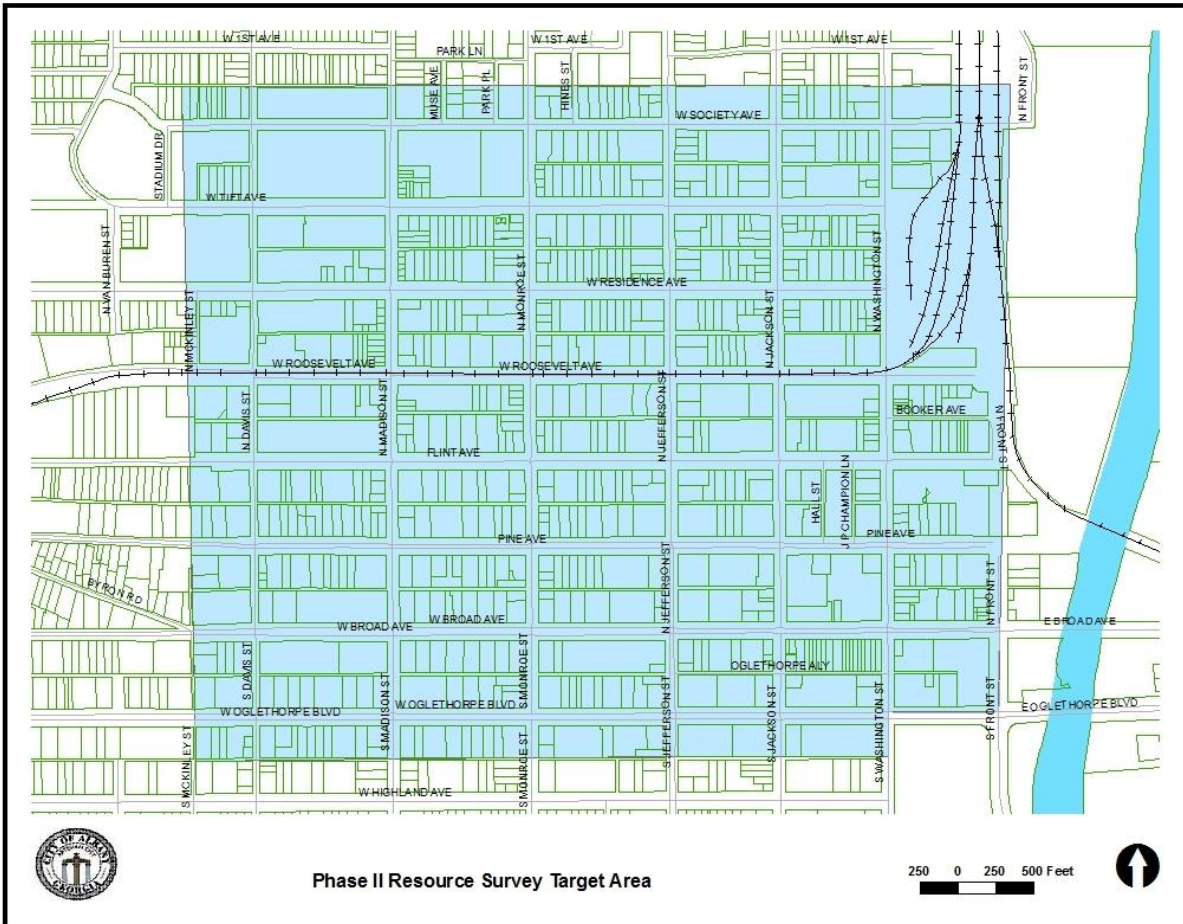 W 1ST AVE
W 1ST AVE
W 1ST AVE
PARK LN
MUSE AVE
PARK PL
HINES ST
N FRONT ST
W SOCIETY AVE
STADIUM DR
W TIFT AVE
N VAN BUREN ST
N MONROE ST
N WASHINGTON ST
W RESIDENCE AVE
N MCKINLEY ST
N JACKSON ST
W ROOSEVELT AVE
W ROOSEVELT AVE
N DAVIS ST
N MADISON ST
N JEFFERSON ST
BOOKER AVE
N FRONT ST
FLINT AVE
HALL ST
J P CHAMPION LN
PINE AVE
PINE AVE
BYRON RD
N JEFFERSON ST
N FRONT ST
W BROAD AVE
W BROAD AVE
E BROAD AVE
S DAVIS ST
S MONROE ST
OGLETHORPE ALY
S MADISON ST
S JEFFERSON ST
S JACKSON ST
S WASHINGTON ST
S FRONT ST
W OGLETHORPE BLVD
W OGLETHORPE BLVD
E OGLETHORPE BLVD
S MCKINLEY ST
S MONROE ST
W HIGHLAND AVE
CITY OF ALBANY
GEORGIA
Phase II Resource Survey Target Area
250 0 250 500 Feet